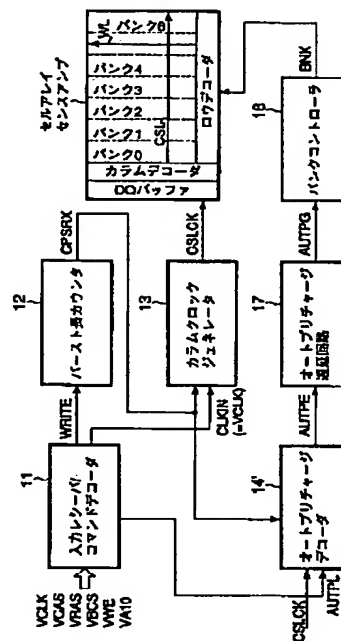 VCLK
VCAS
VRAS
VBCS
VWE
VA10
11
入力レシーバ/
コマンドデコーダ
WRITE
12
バースト長カウンタ
CPSRX
13
カラムクロック
ジェネレータ
CLKIN
(=VCLK)
CSLCK
セルアレイ
センスアンプ
DQバッファ
カラムデコーダ
バンク0
バンク1
バンク2
バンク3
バンク4
WL
CSL
ロウデコーダ
CSLCK
AUTPL
14'
オートプリチャージ
デコーダ
AUTPE
17
オートプリチャージ
遅延回路
AUTPG
18
バンクコントローラ
BNK